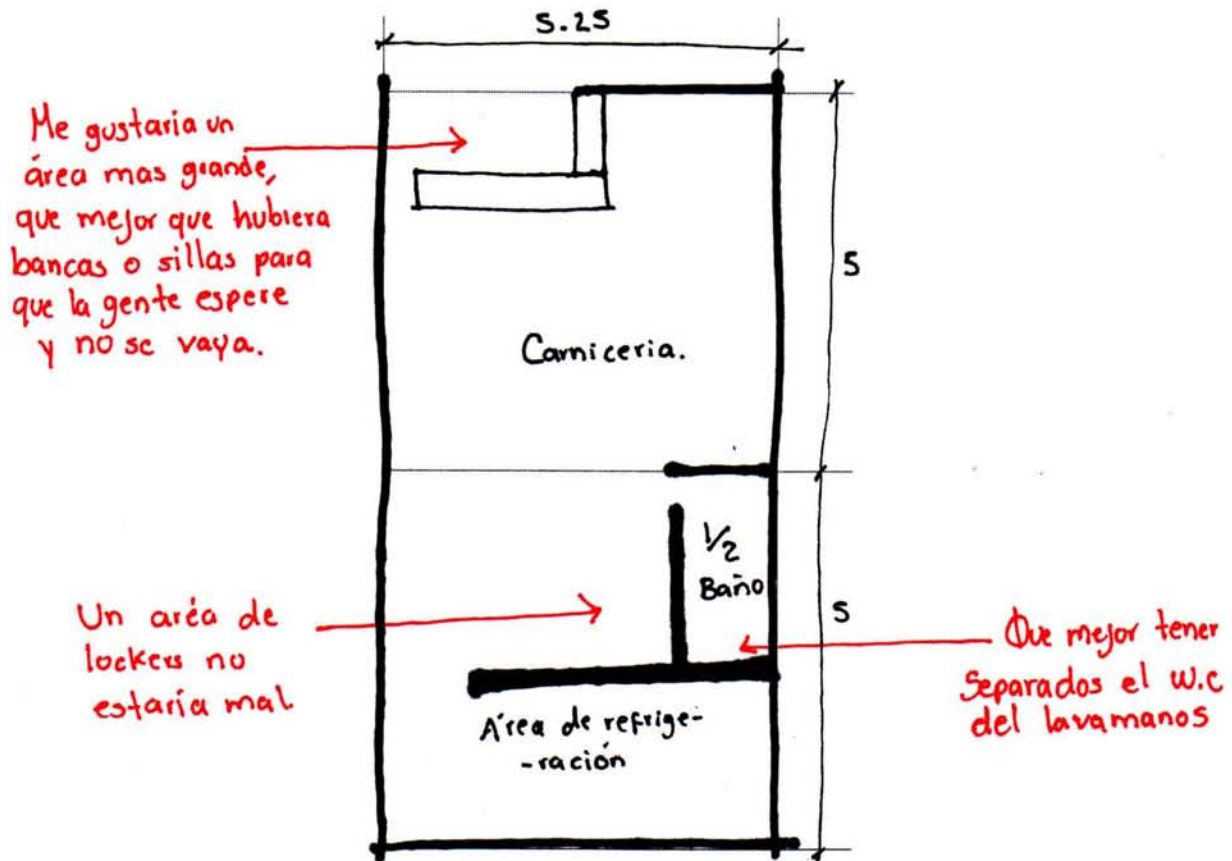 5.25
Me gustaria un
área mas grande,
que mejor que hubiera
bancas o sillas para
que la gente espere
y no se vaya.
5
Carniceria.
1/2
Baño
5
Un aréa de
lockers no
estaría mal
Que mejor tener
separados el w.c
del lavamanos
Área de refrige-
-ración